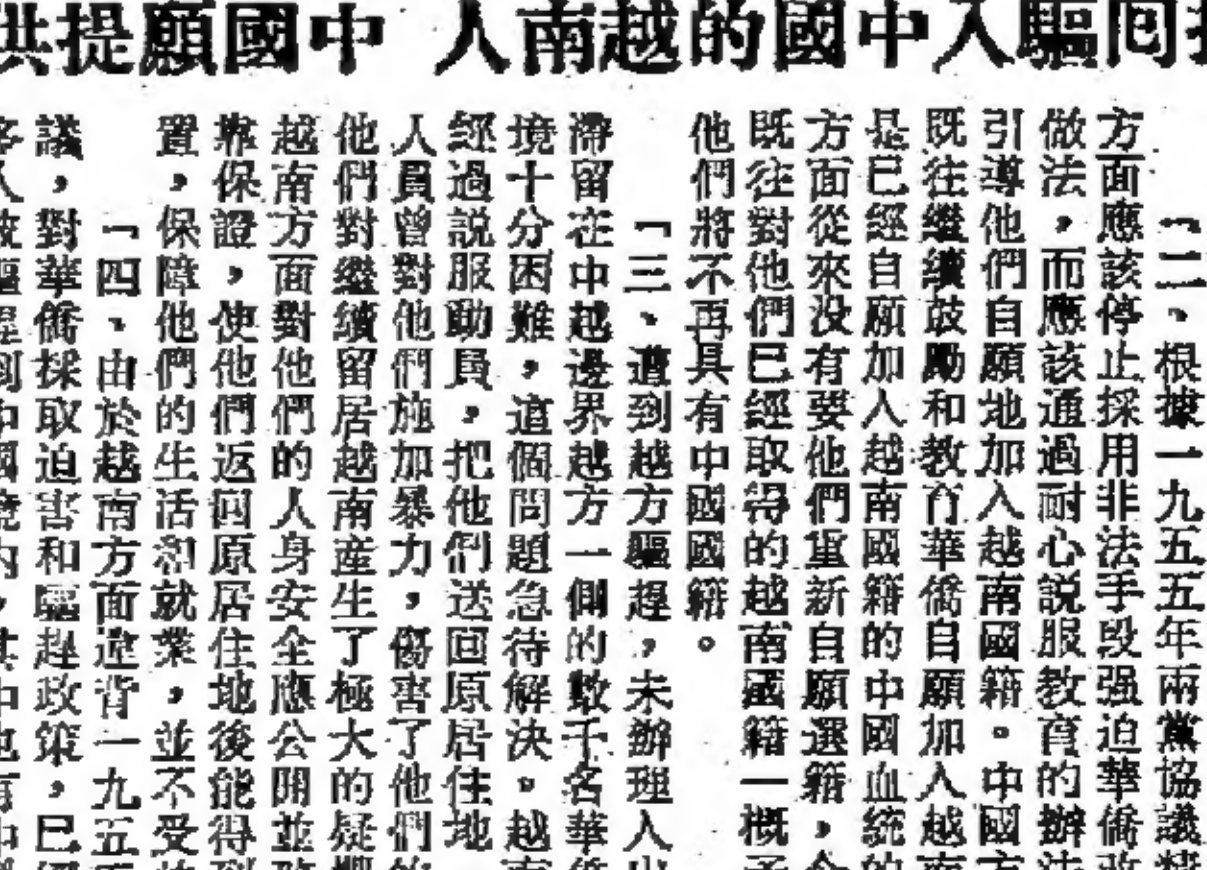 囘驅入中國的越南人 中國願提供
「二、根據一九五五年兩黨協議
方面應該停止採用非法手段强迫華僑改
做法，而應該通過耐心説服教育的辦法
引導他們自願地加入越南國籍。中國方
既往繼續鼓勵和教育華僑自願加入越南
是已經自願加入越南國籍的中國血統的
方面從來没有要他們重新自願選籍，今
既往對他們已經取得的越南國籍一概
他們將不再具有中國國籍。
「三、遭到越方驅趕，未辦理入出
滯留在中越邊界越方一側的數千名華僑
境十分困難，這個問題急待解決。越南
經過説服動員，把他們送回原居住地
人員曾對他們施加暴力，傷害了他們的
他們對繼續留居越南産生了極大的疑懼
越南方面對他們的人身安全應公開並
靠保證，使他們返囘原居住地後能得到
置，保障他們的生活和就業，並不受
「四、由於越南方面違背一九五
議，對華僑採取迫害和驅趕政策，已經